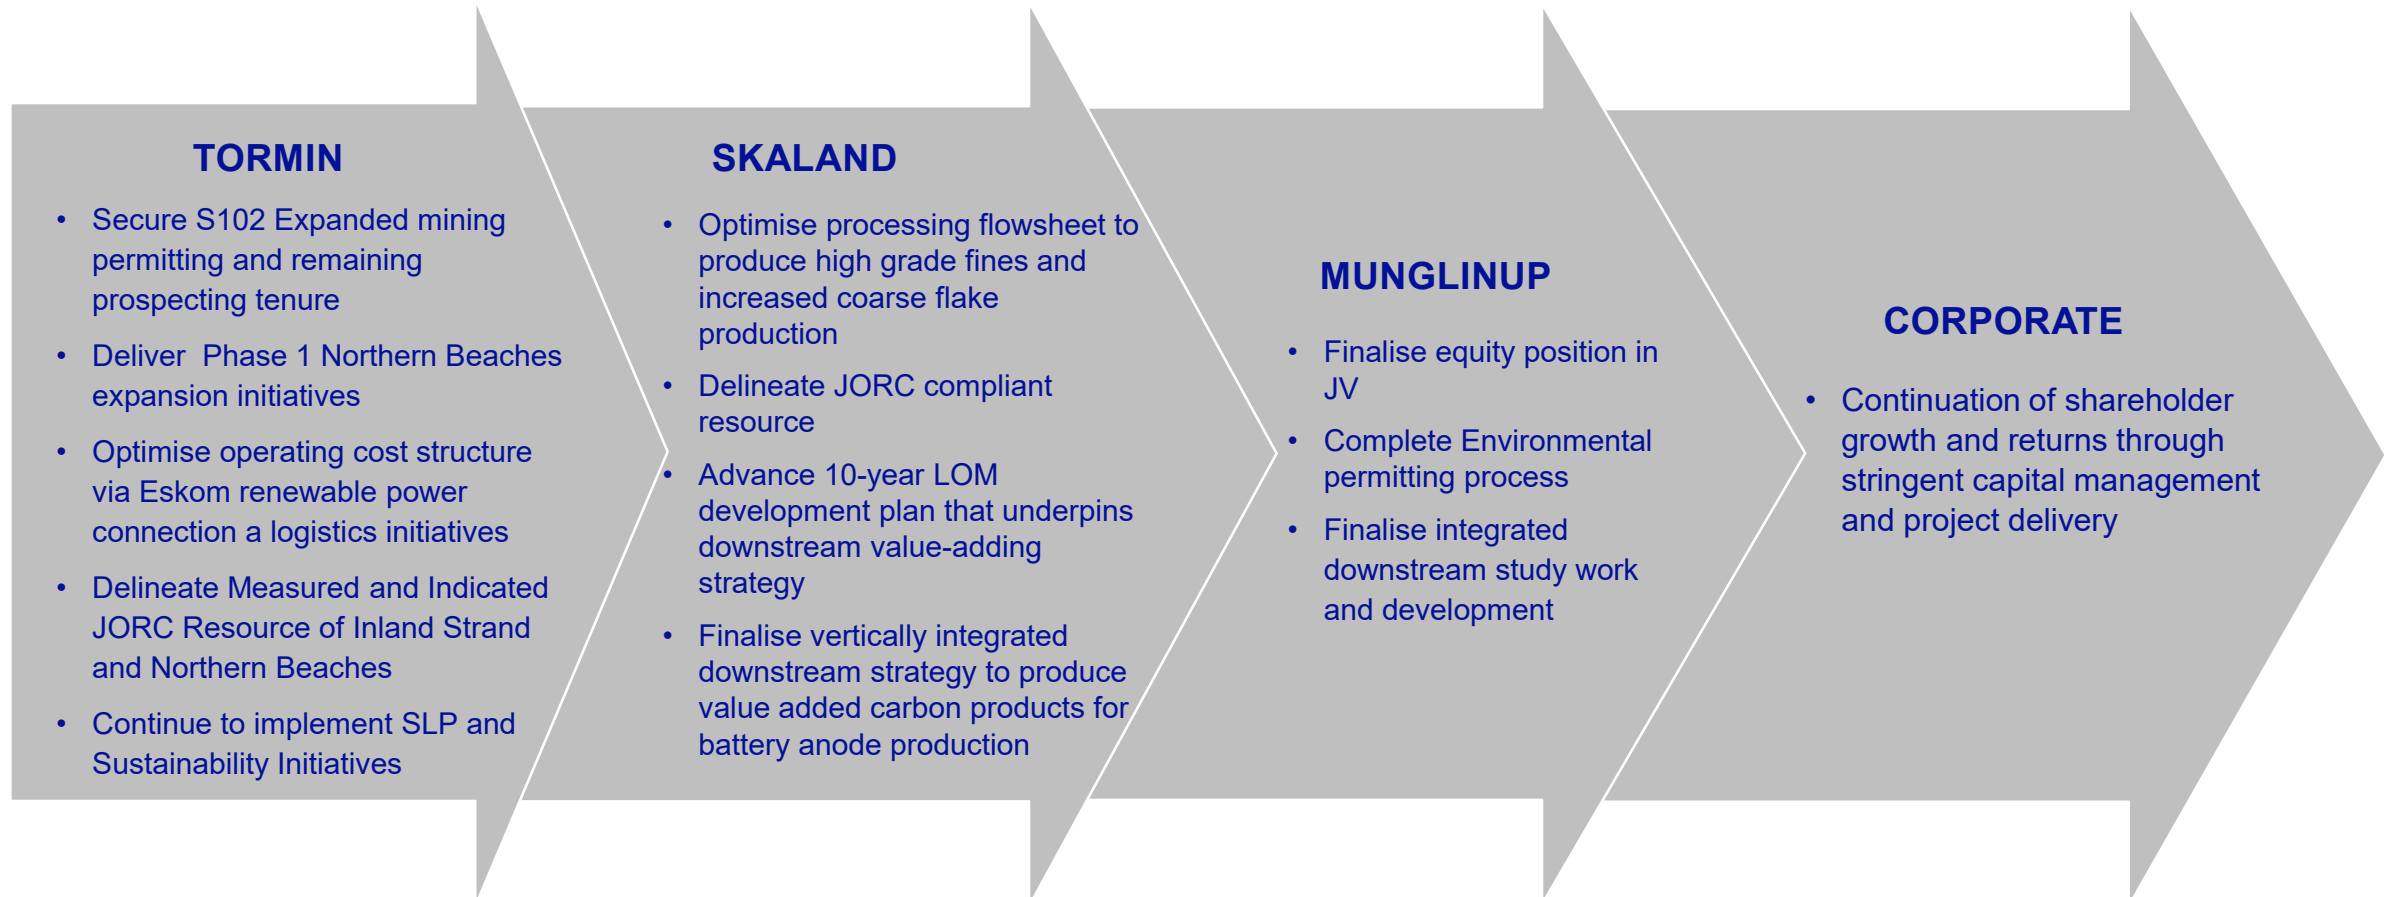 TORMIN
• Secure S102 Expanded mining
permitting and remaining
prospecting tenure
• Deliver  Phase 1 Northern Beaches
expansion initiatives
• Optimise operating cost structure
via Eskom renewable power
connection a logistics initiatives
• Delineate Measured and Indicated
JORC Resource of Inland Strand
and Northern Beaches
• Continue to implement SLP and
Sustainability Initiatives
SKALAND
• Optimise processing flowsheet to
produce high grade fines and
increased coarse flake
production
• Delineate JORC compliant
resource
• Advance 10-year LOM
development plan that underpins
downstream value-adding
strategy
• Finalise vertically integrated
downstream strategy to produce
value added carbon products for
battery anode production
MUNGLINUP
• Finalise equity position in
JV
• Complete Environmental
permitting process
• Finalise integrated
downstream study work
and development
CORPORATE
• Continuation of shareholder
growth and returns through
stringent capital management
and project delivery